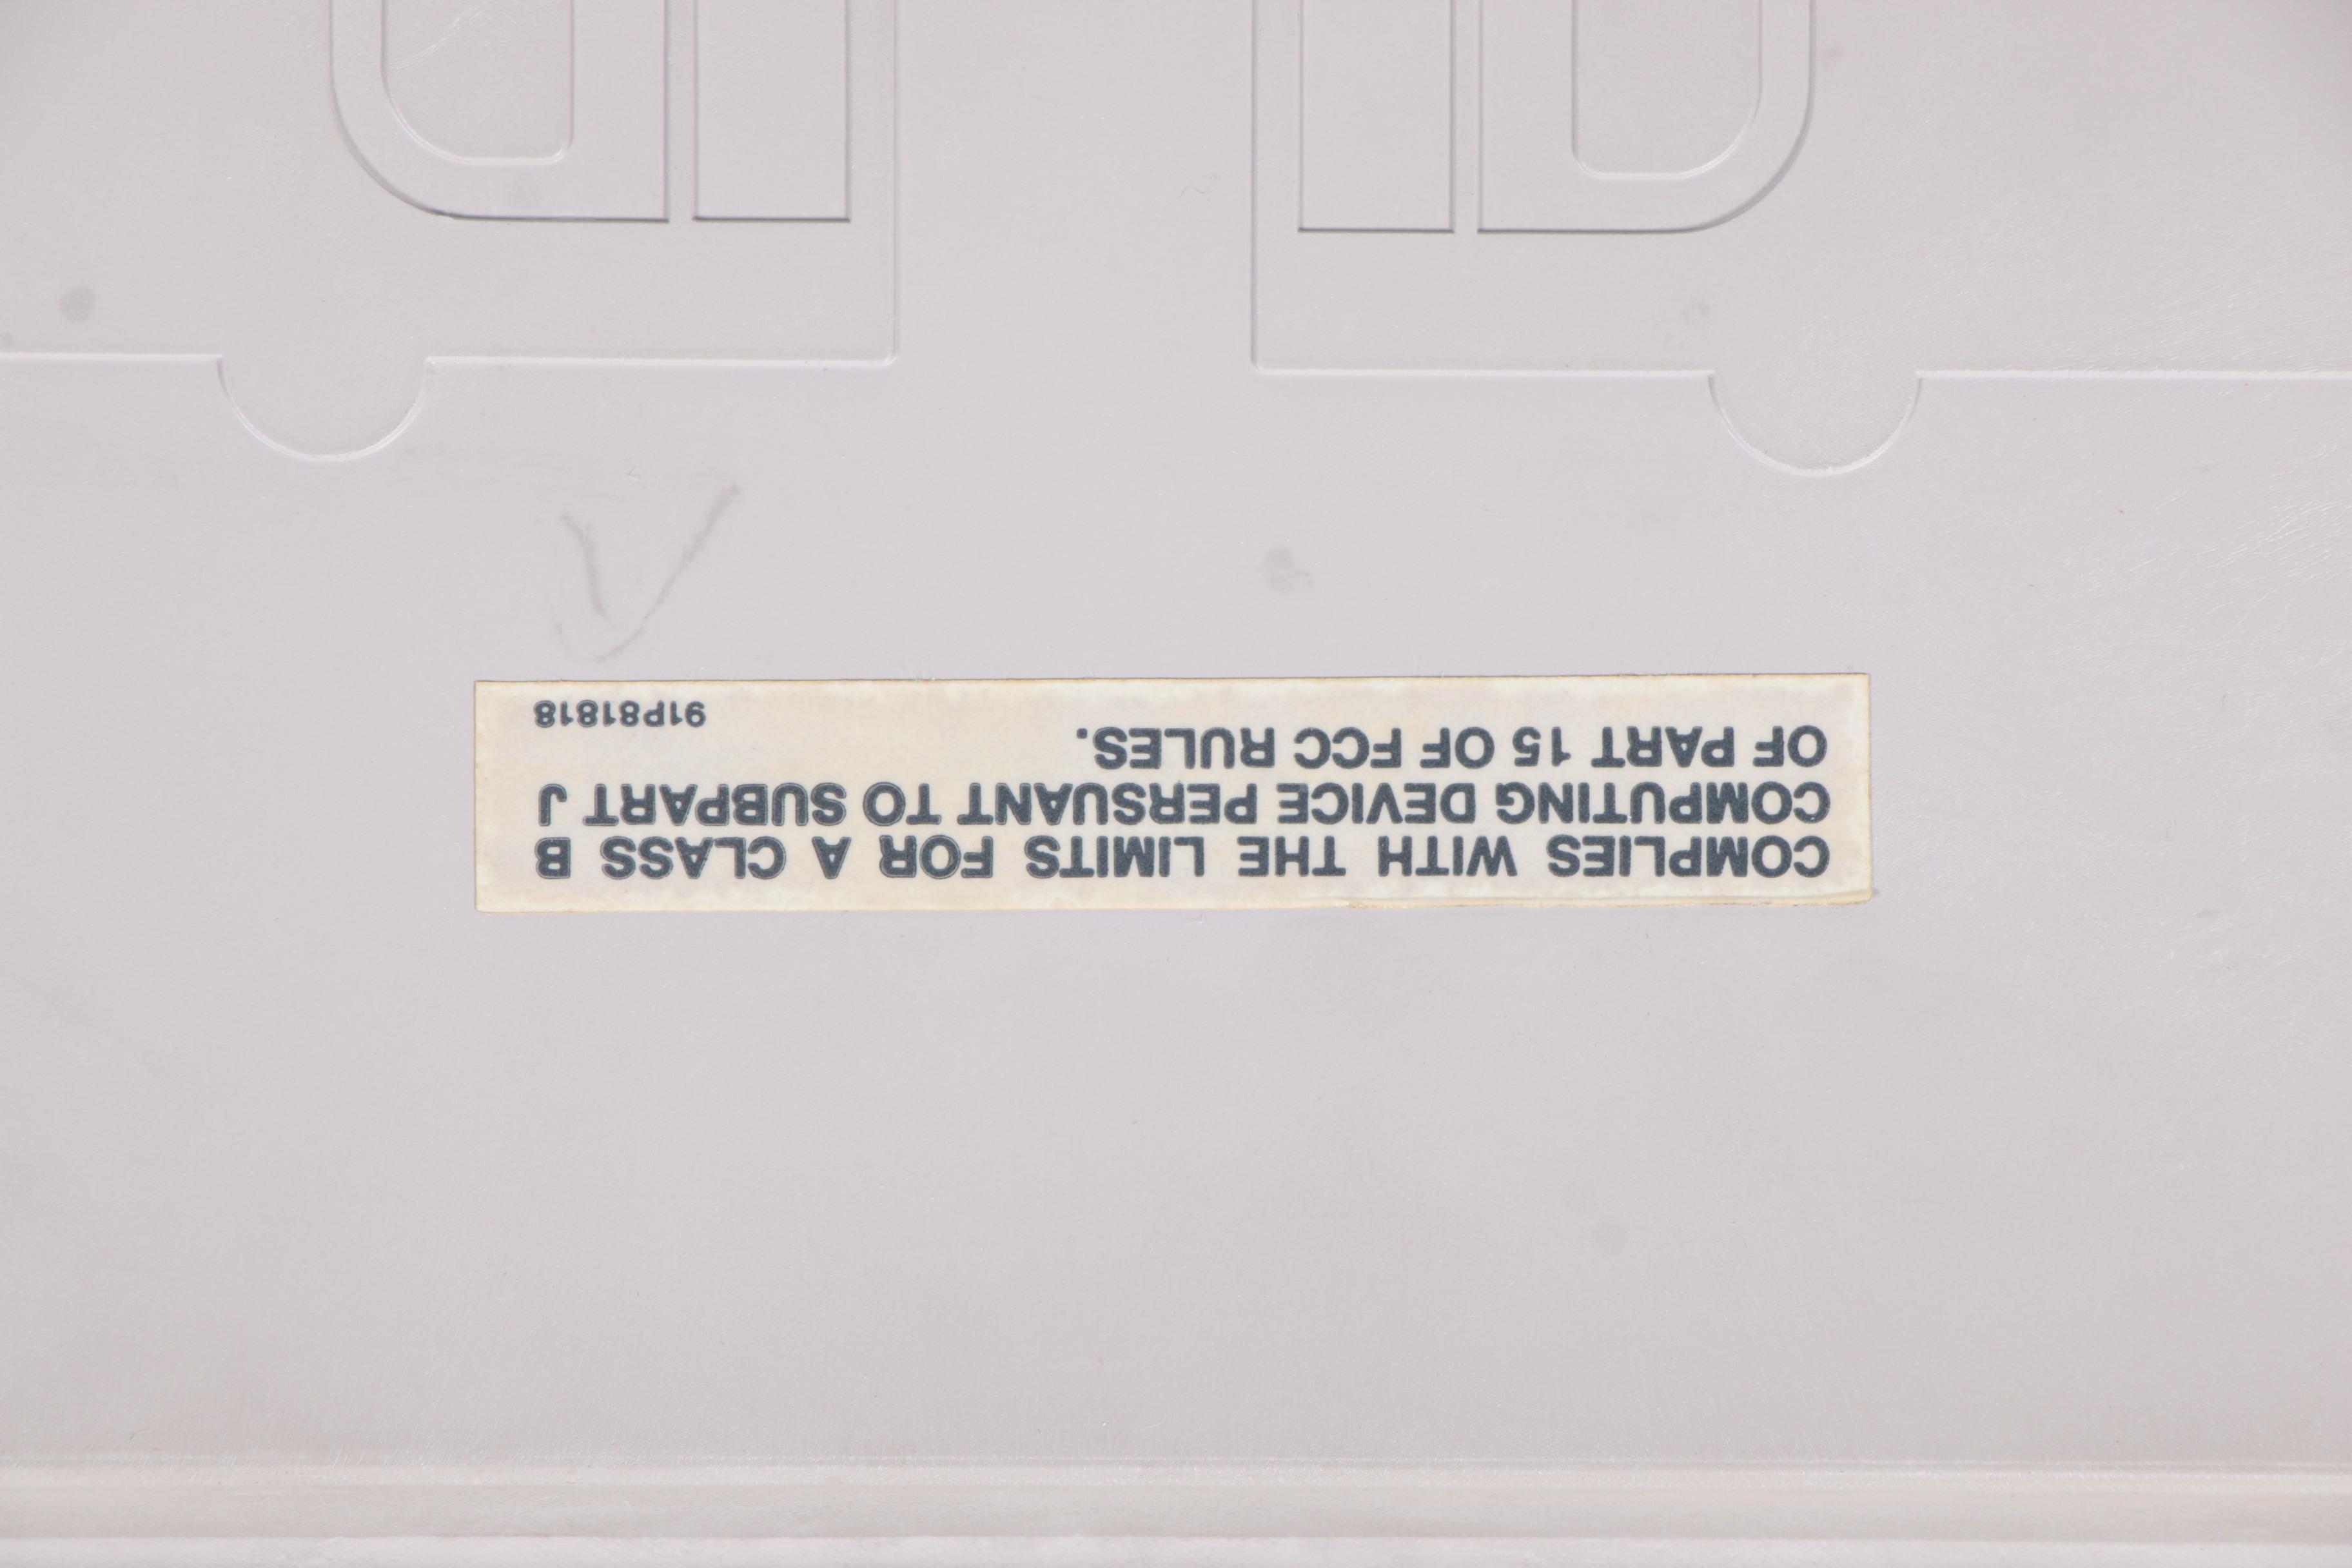 COMPLIES WITH THE LIMITS FOR A CLASS B
COMPUTING DEVICE PERSUANT TO SUBPART J
OF PART 15 OF FCC RULES.
91P81818